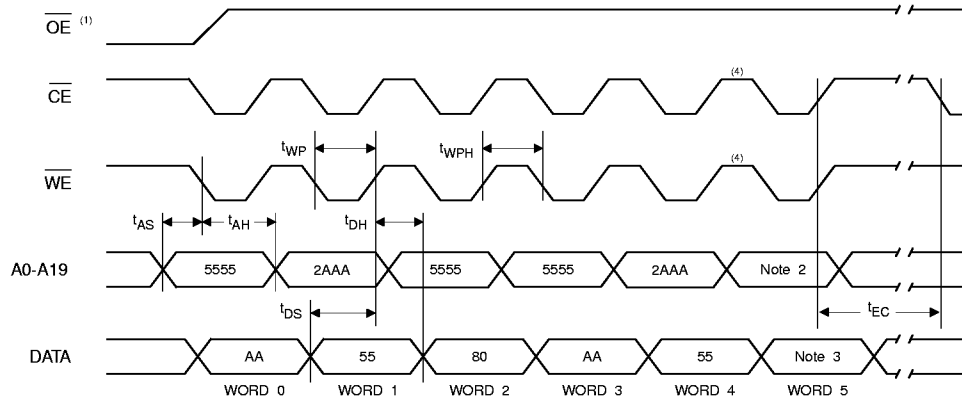 OE (1)
CE (4)
tWP tWPH
WE (4)
tAS tAH tDH
A0-A19 5555 2AAA 5555 5555 2AAA Note 2
tDS tEC
DATA AA 55 80 AA 55 Note 3
WORD 0 WORD 1 WORD 2 WORD 3 WORD 4 WORD 5